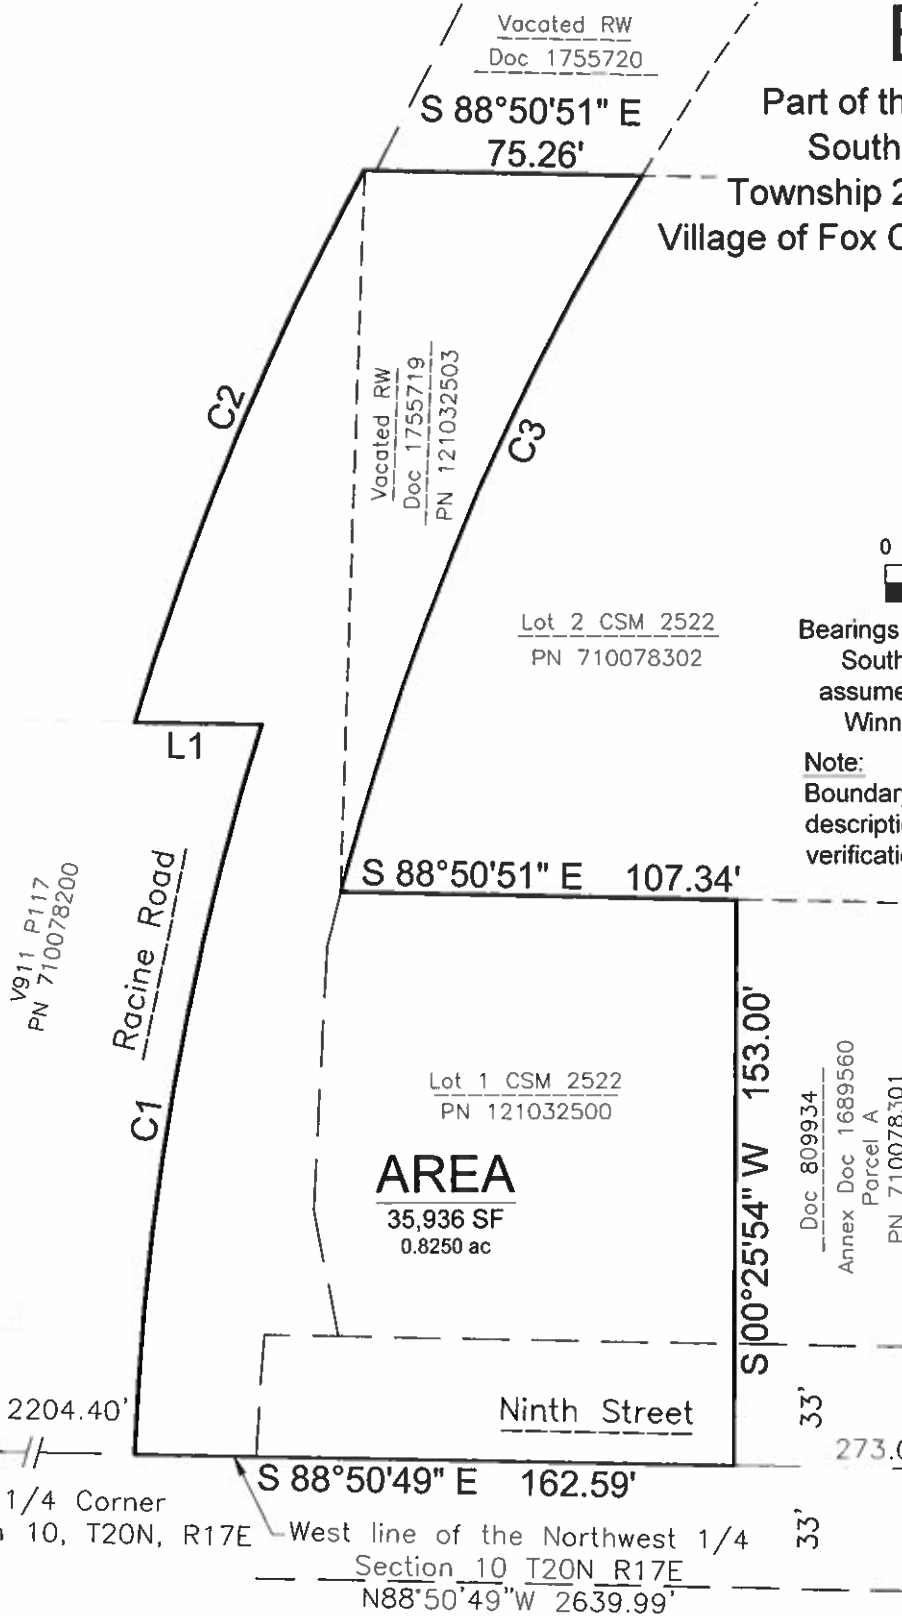 Vacated RW
Doc 1755720
S 88°50'51" E
75.26'
Part of th
South
Township 2
Village of Fox C
C2
Vacated RW
Doc 1755719
PN 121032503
C3
0
Lot 2 CSM 2522
PN 710078302
Bearings
South
assume
Winn
Note:
Boundary
descripti
verificati
L1
S 88°50'51" E 107.34'
V911 P117
PN 710078200
Racine Road
C1
Lot 1 CSM 2522
PN 121032500
AREA
35,936 SF
0.8250 ac
S 00°25'54" W 153.00'
Doc 809934
Annex Doc 1689560
Parcel A
PN 710078301
2204.40'
Ninth Street
33'
273.0
S 88°50'49" E 162.59'
1/4 Corner
10, T20N, R17E
West line of the Northwest 1/4
Section 10 T20N R17E
N88°50'49"W 2639.99'
33'